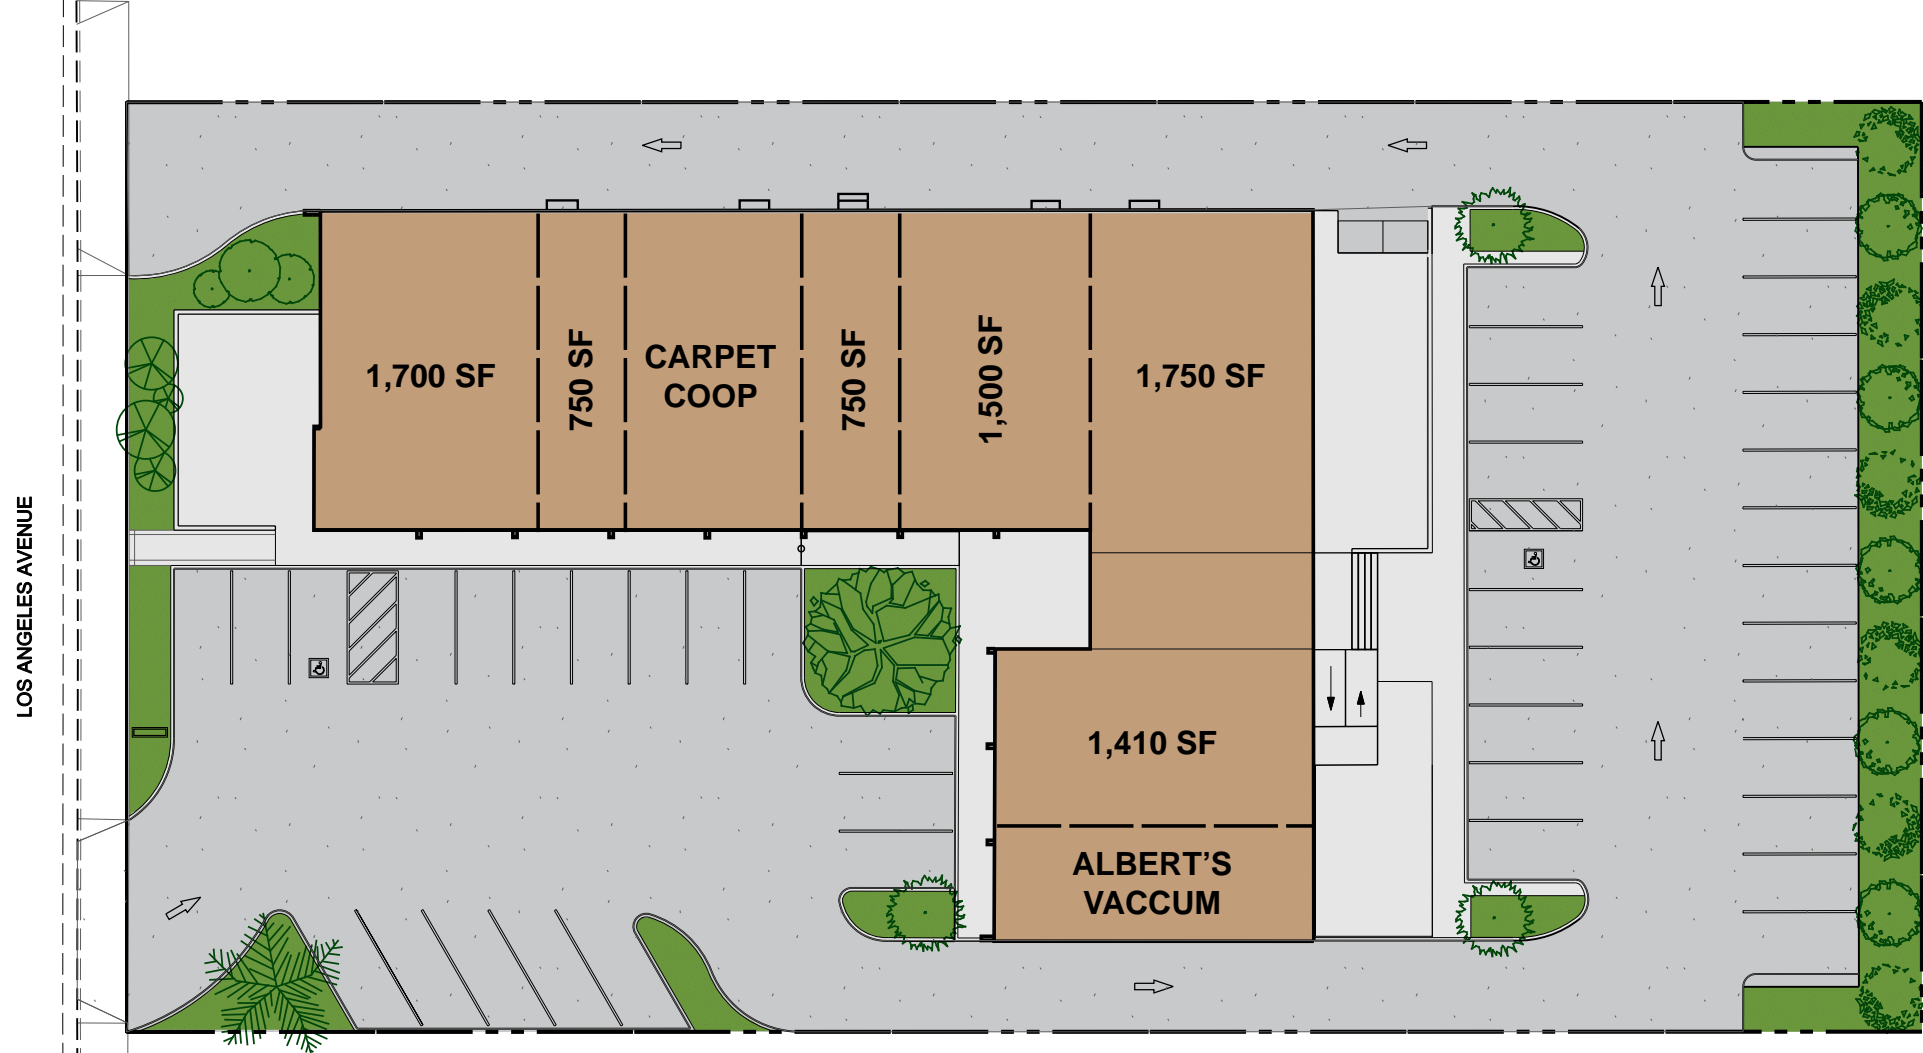 LOS ANGELES AVENUE
1,700 SF
750 SF
CARPET
COOP
750 SF
1,500 SF
1,750 SF
1,410 SF
ALBERT'S
VACCUM